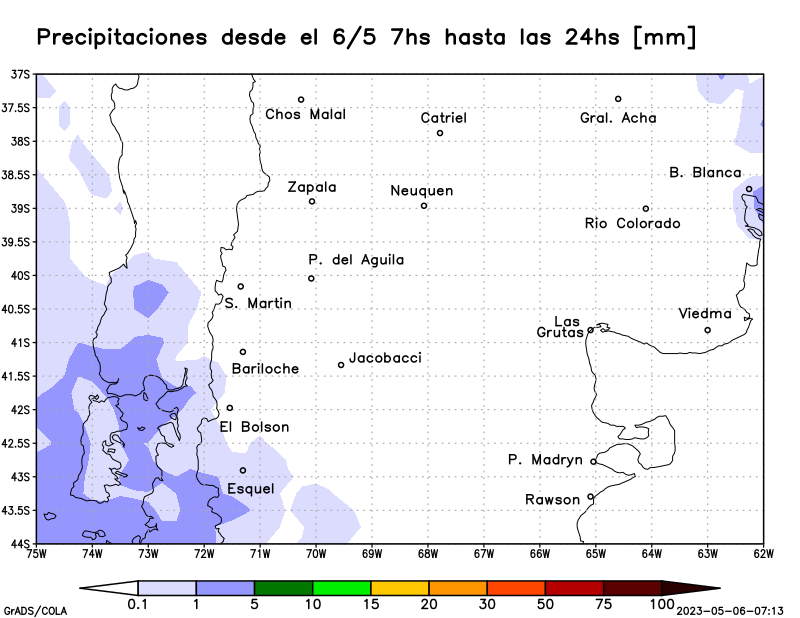 Precipitaciones desde el 6/5 7hs hasta las 24hs [mm]
37S
37.5S
38S
38.5S
39S
39.5S
40S
40.5S
41S
41.5S
42S
42.5S
43S
43.5S
44S
Chos Malal
Catriel
Gral. Acha
B. Blanca
Zapala
Neuquen
Rio Colorado
P. del Aguila
S. Martin
Viedma
Las
Grutas
Bariloche
Jacobacci
El Bolson
P. Madryn
Esquel
Rawson
75W 74W 73W 72W 71W 70W 69W 68W 67W 66W 65W 64W 63W 62W
0.1 1 5 10 15 20 30 50 75 100
GrADS/COLA
2023-05-06-07:13